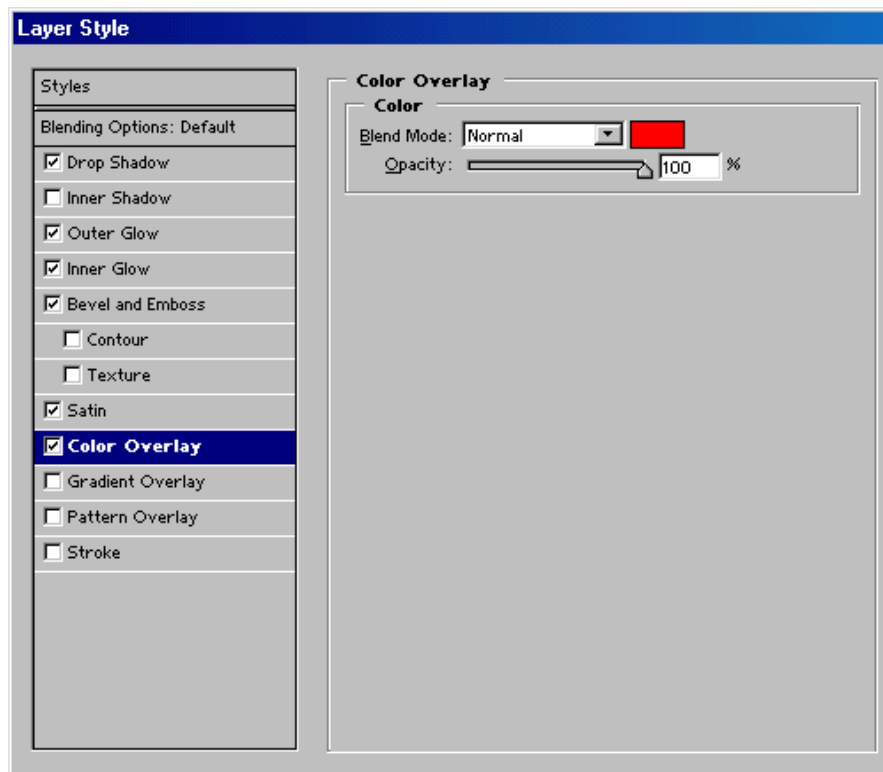 Layer Style
Styles
Blending Options: Default
Drop Shadow
Inner Shadow
Outer Glow
Inner Glow
Bevel and Emboss
Contour
Texture
Satin
Color Overlay
Gradient Overlay
Pattern Overlay
Stroke
Color Overlay
Color
Blend Mode: Normal
Opacity: 100 %